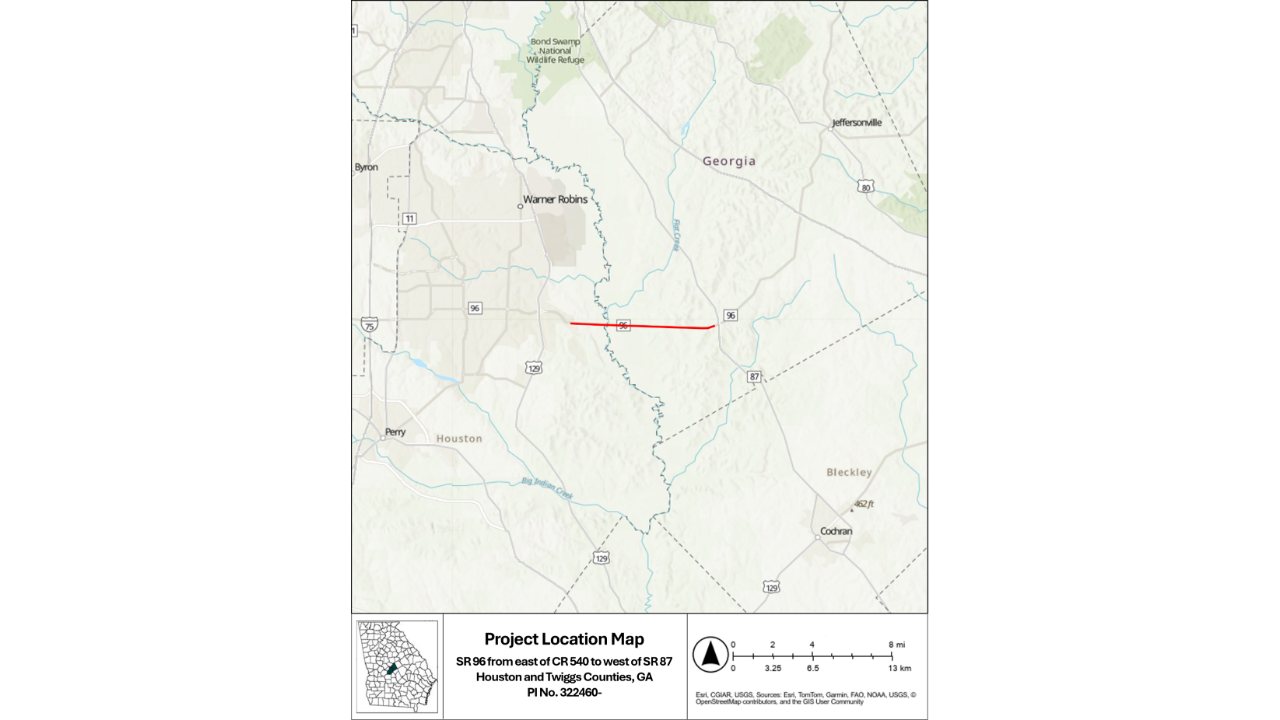 1
Bond Swamp
National
Wildlife Refuge
Jeffersonville
Georgia
Byron
80
Warner Robins
11
Flat Creek
96
96
75
96
129
87
Perry
Houston
Bleckley
Big Indian Creek
462 ft
Cochran
129
129
Project Location Map
SR 96 from east of CR 540 to west of SR 87
Houston and Twiggs Counties, GA
PI No. 322460-
0 2 4 8 mi
0 3.25 6.5 13 km
Esri, CGIAR, USGS, Sources: Esri, TomTom, Garmin, FAO, NOAA, USGS, ©
OpenStreetMap contributors, and the GIS User Community